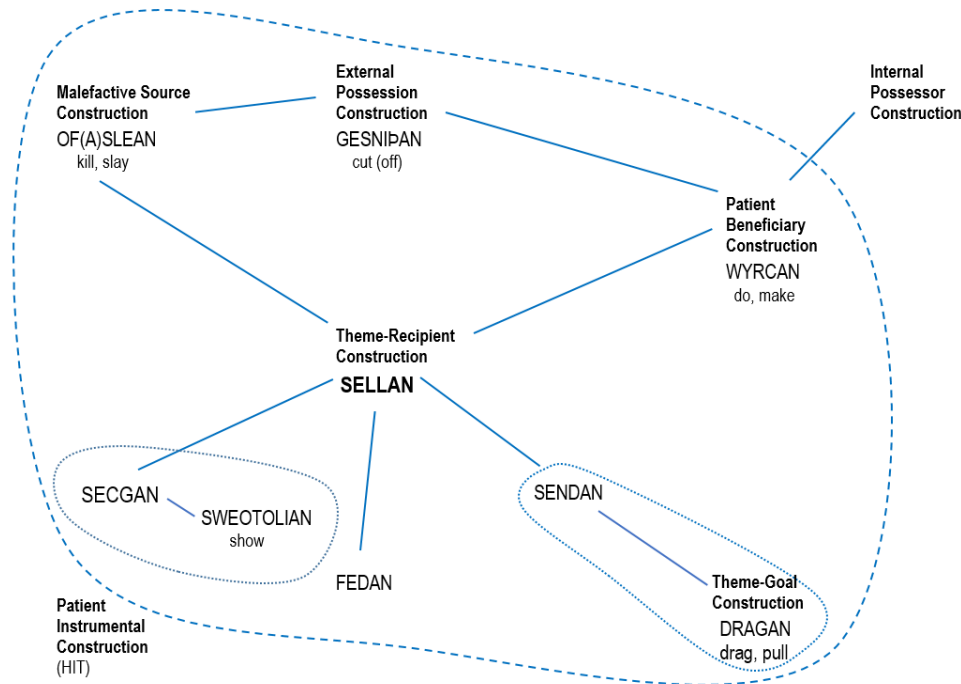 Malefactive Source
Construction
OF(A)SLEAN
kill, slay
External
Possession
Construction
GESNIÞAN
cut (off)
Internal
Possessor
Construction
Patient
Beneficiary
Construction
WYRCAN
do, make
Theme-Recipient
Construction
SELLAN
SECGAN
SWEOTOLIAN
show
FEDAN
SENDAN
Theme-Goal
Construction
DRAGAN
drag, pull
Patient
Instrumental
Construction
(HIT)